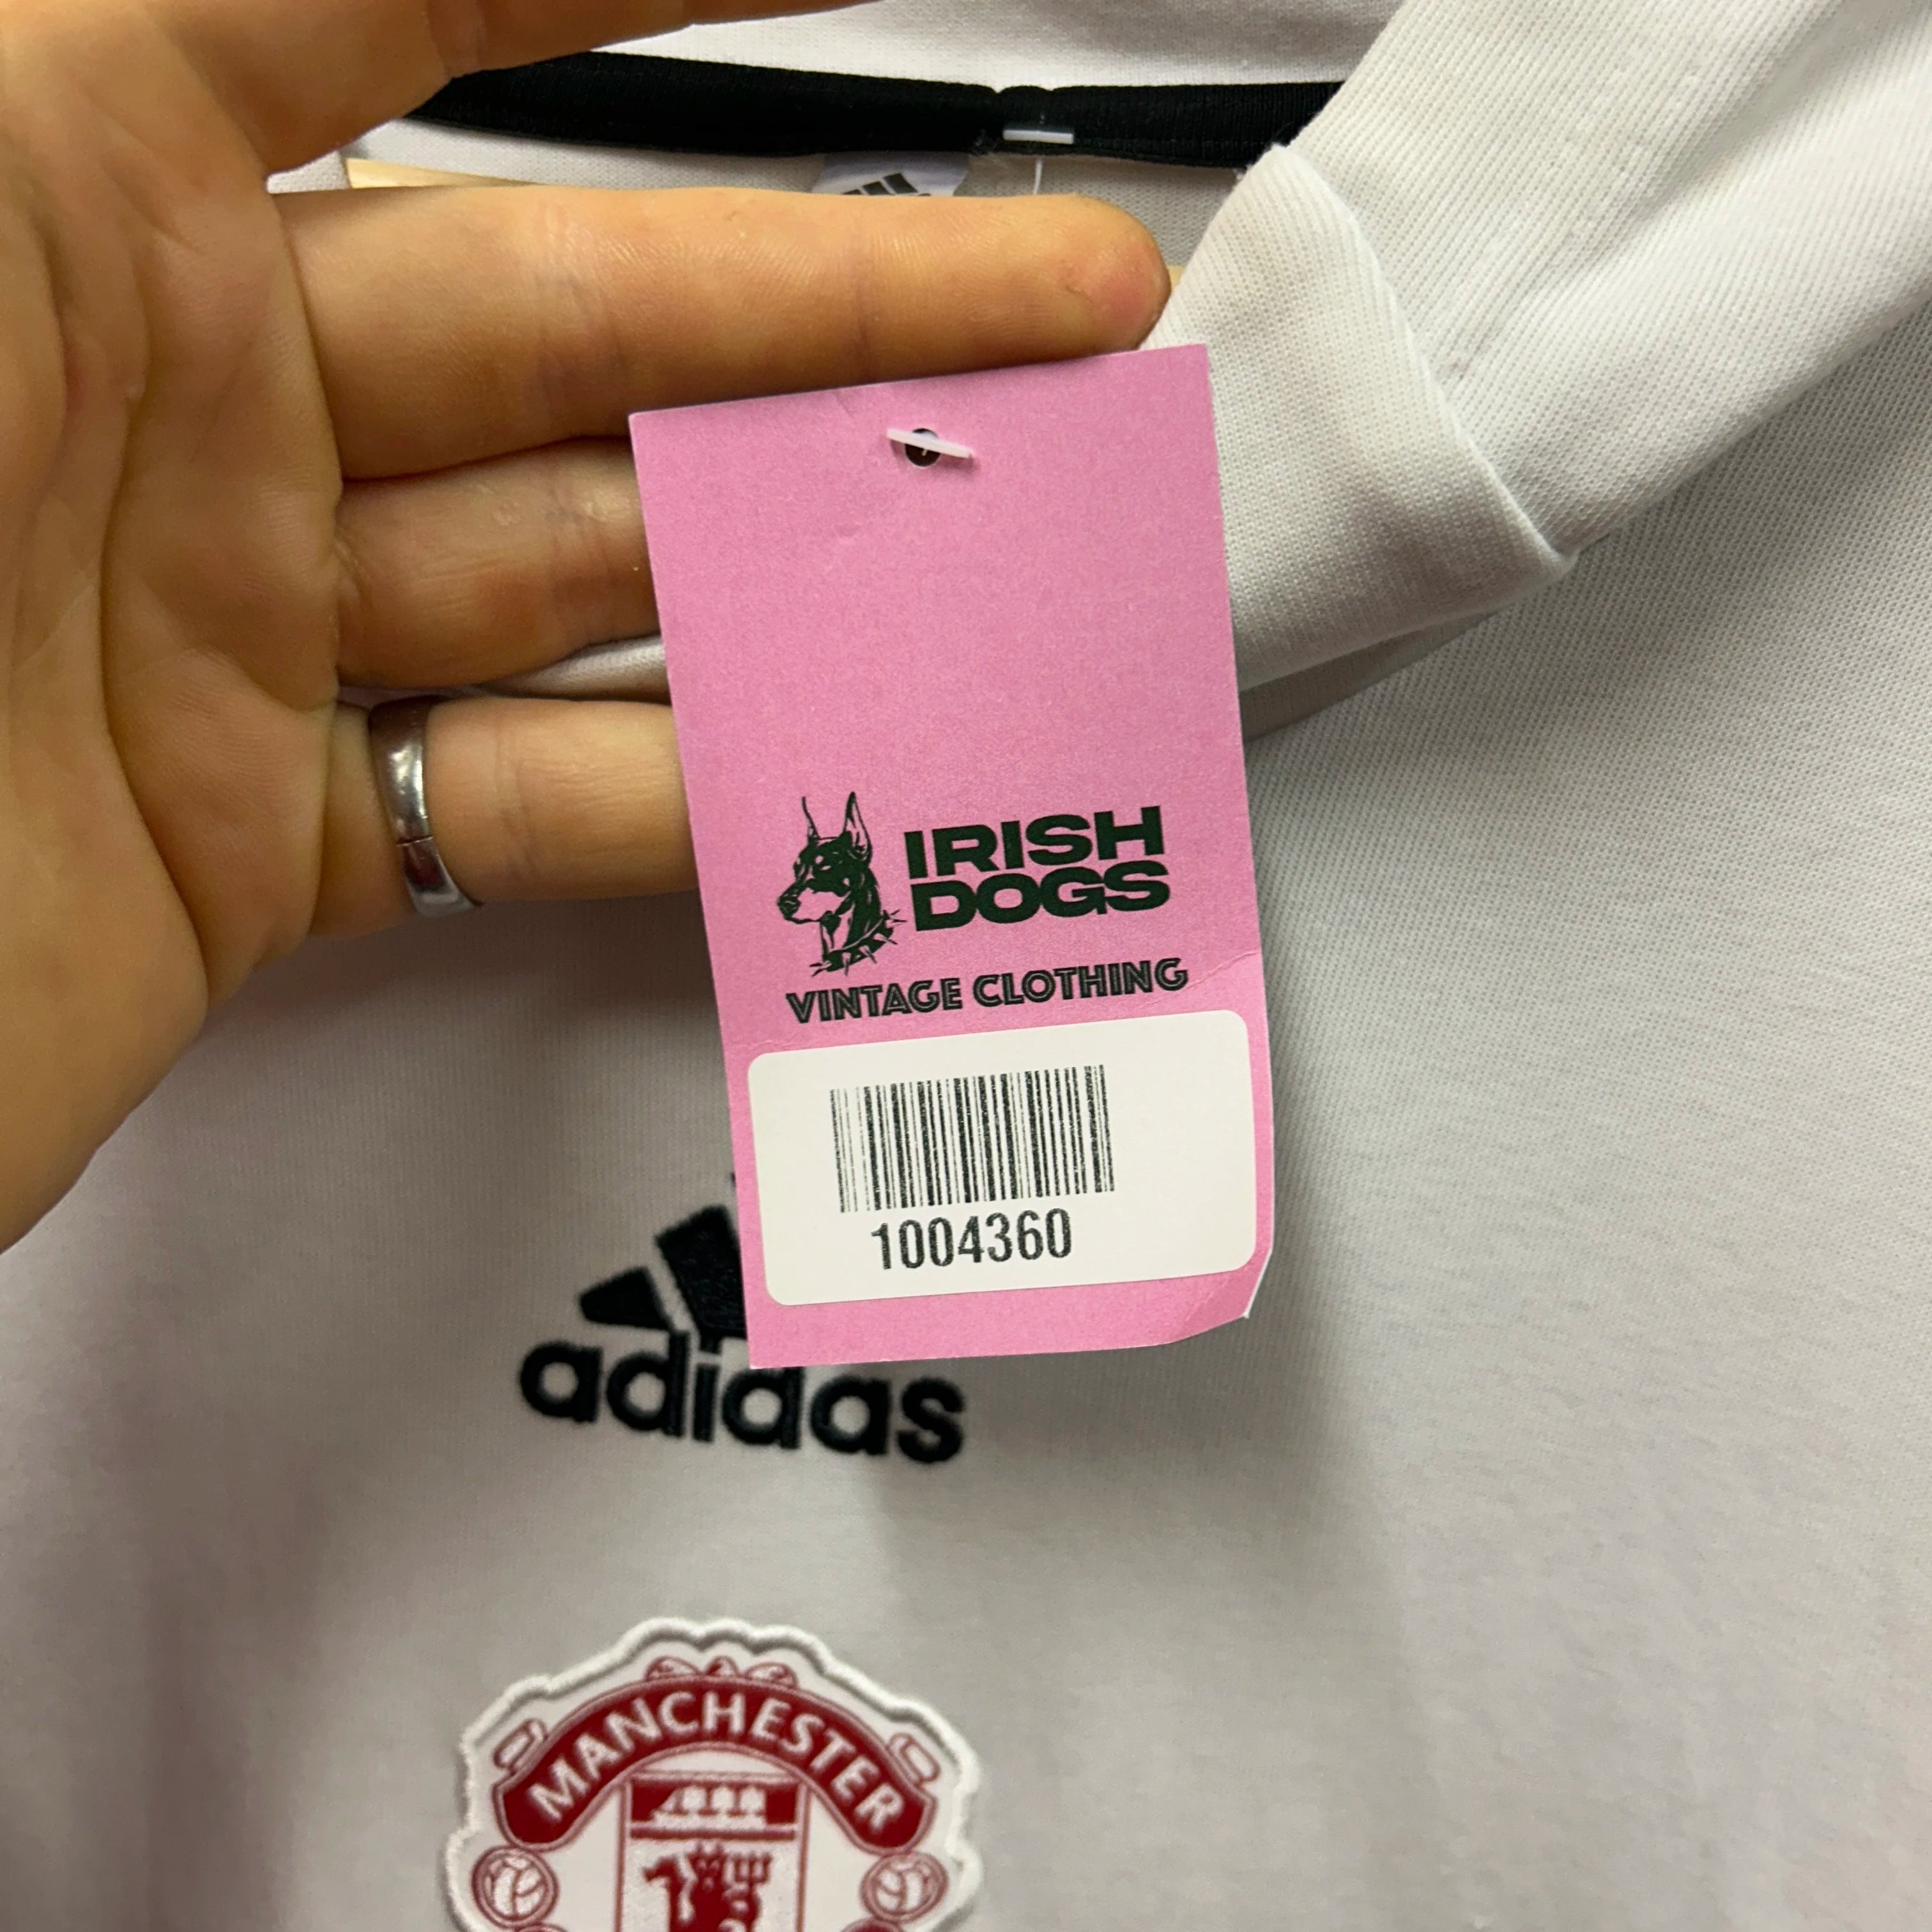 IRISH
DOGS
VINTAGE CLOTHING
1004360
adidas
MANCHESTER